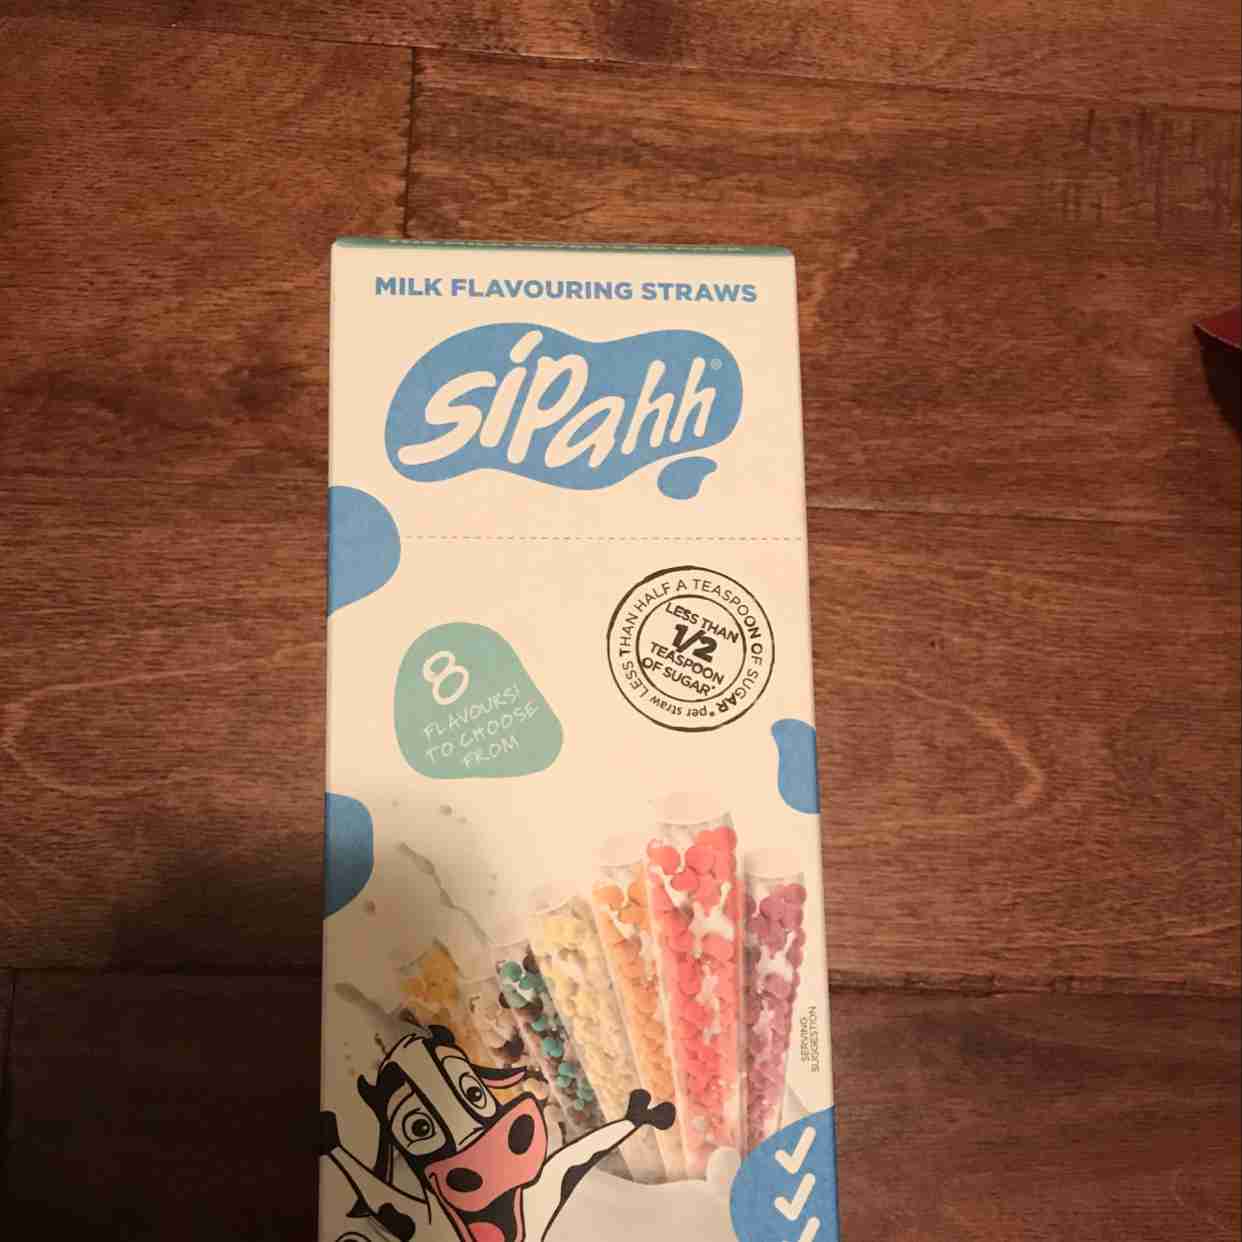 MILK FLAVOURING STRAWS
sipahh®
8
FLAVOURS!
TO CHOOSE
FROM
LESS THAN HALF A TEASPOON OF SUGAR* *per straw
LESS THAN
1/2
TEASPOON
OF SUGAR*
SERVING
SUGGESTION